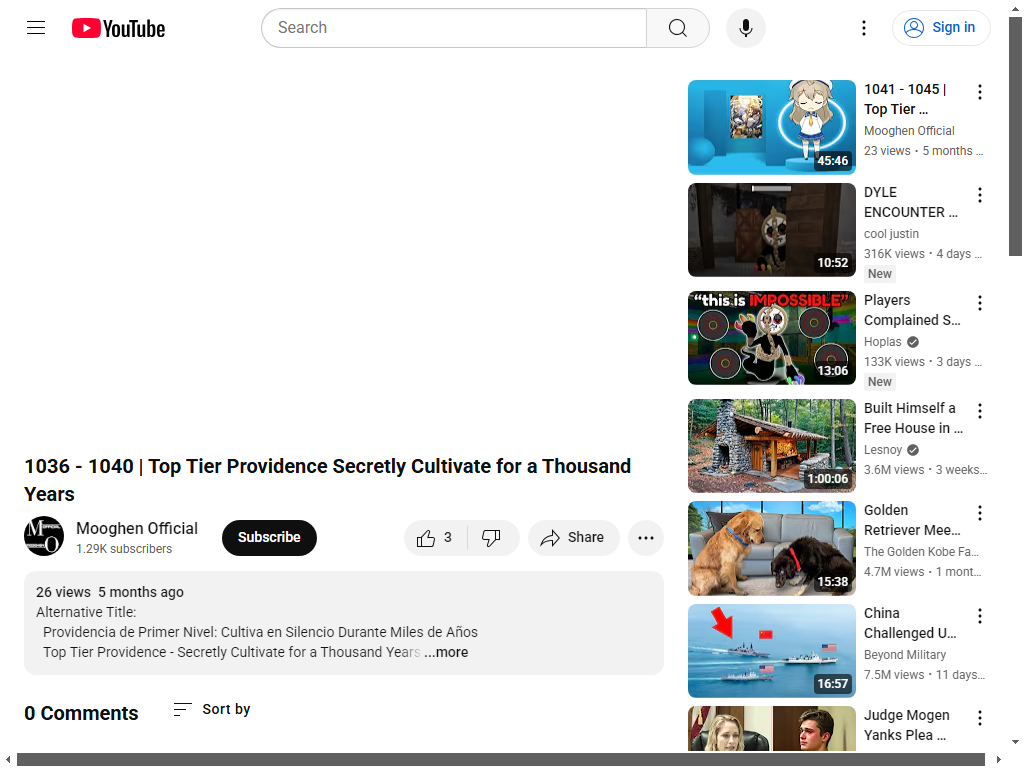 YouTube
Search
Sign in
1036 - 1040 | Top Tier Providence Secretly Cultivate for a Thousand
Years
Mooghen Official
1.29K subscribers
Subscribe
3
Share
26 views  5 months ago
Alternative Title:
Providencia de Primer Nivel: Cultiva en Silencio Durante Miles de Años
Top Tier Providence - Secretly Cultivate for a Thousand Years ...more
0 Comments
Sort by
45:46
1041 - 1045 |
Top Tier ...
Mooghen Official
23 views • 5 months ...
10:52
DYLE
ENCOUNTER ...
cool justin
316K views • 4 days ...
New
"this is IMPOSSIBLE"
13:06
Players
Complained S...
Hoplas
133K views • 3 days ...
New
1:00:06
Built Himself a
Free House in ...
Lesnoy
3.6M views • 3 weeks...
15:38
Golden
Retriever Mee...
The Golden Kobe Fa...
4.7M views • 1 mont...
16:57
China
Challenged U...
Beyond Military
7.5M views • 11 days...
Judge Mogen
Yanks Plea ...